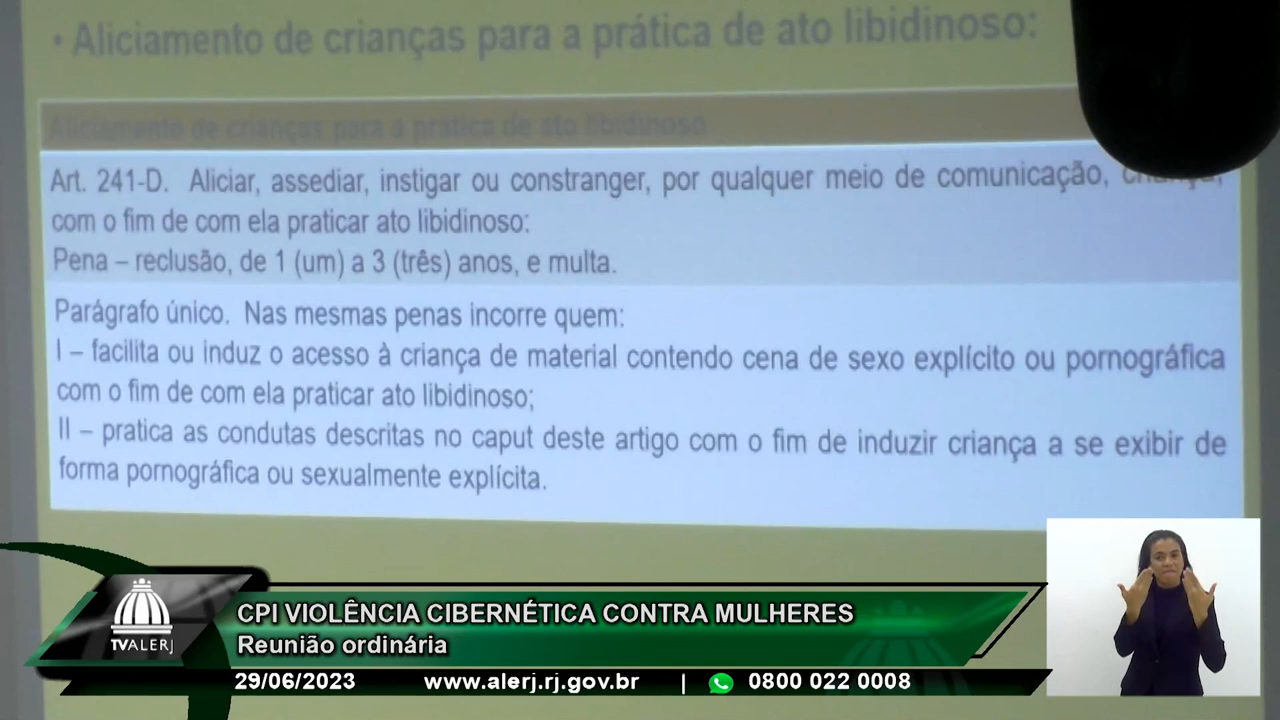 • Aliciamento de crianças para a prática de ato libidinoso:
Aliciamento de crianças para a prática de ato libidinoso
Art. 241-D. Aliciar, assediar, instigar ou constranger, por qualquer meio de comunicação, criança,
com o fim de com ela praticar ato libidinoso:
Pena – reclusão, de 1 (um) a 3 (três) anos, e multa.
Parágrafo único. Nas mesmas penas incorre quem:
I – facilita ou induz o acesso à criança de material contendo cena de sexo explícito ou pornográfica
com o fim de com ela praticar ato libidinoso;
II – pratica as condutas descritas no caput deste artigo com o fim de induzir criança a se exibir de
forma pornográfica ou sexualmente explícita.
TVALERJ
CPI VIOLÊNCIA CIBERNÉTICA CONTRA MULHERES
Reunião ordinária
29/06/2023 www.alerj.rj.gov.br | 0800 022 0008